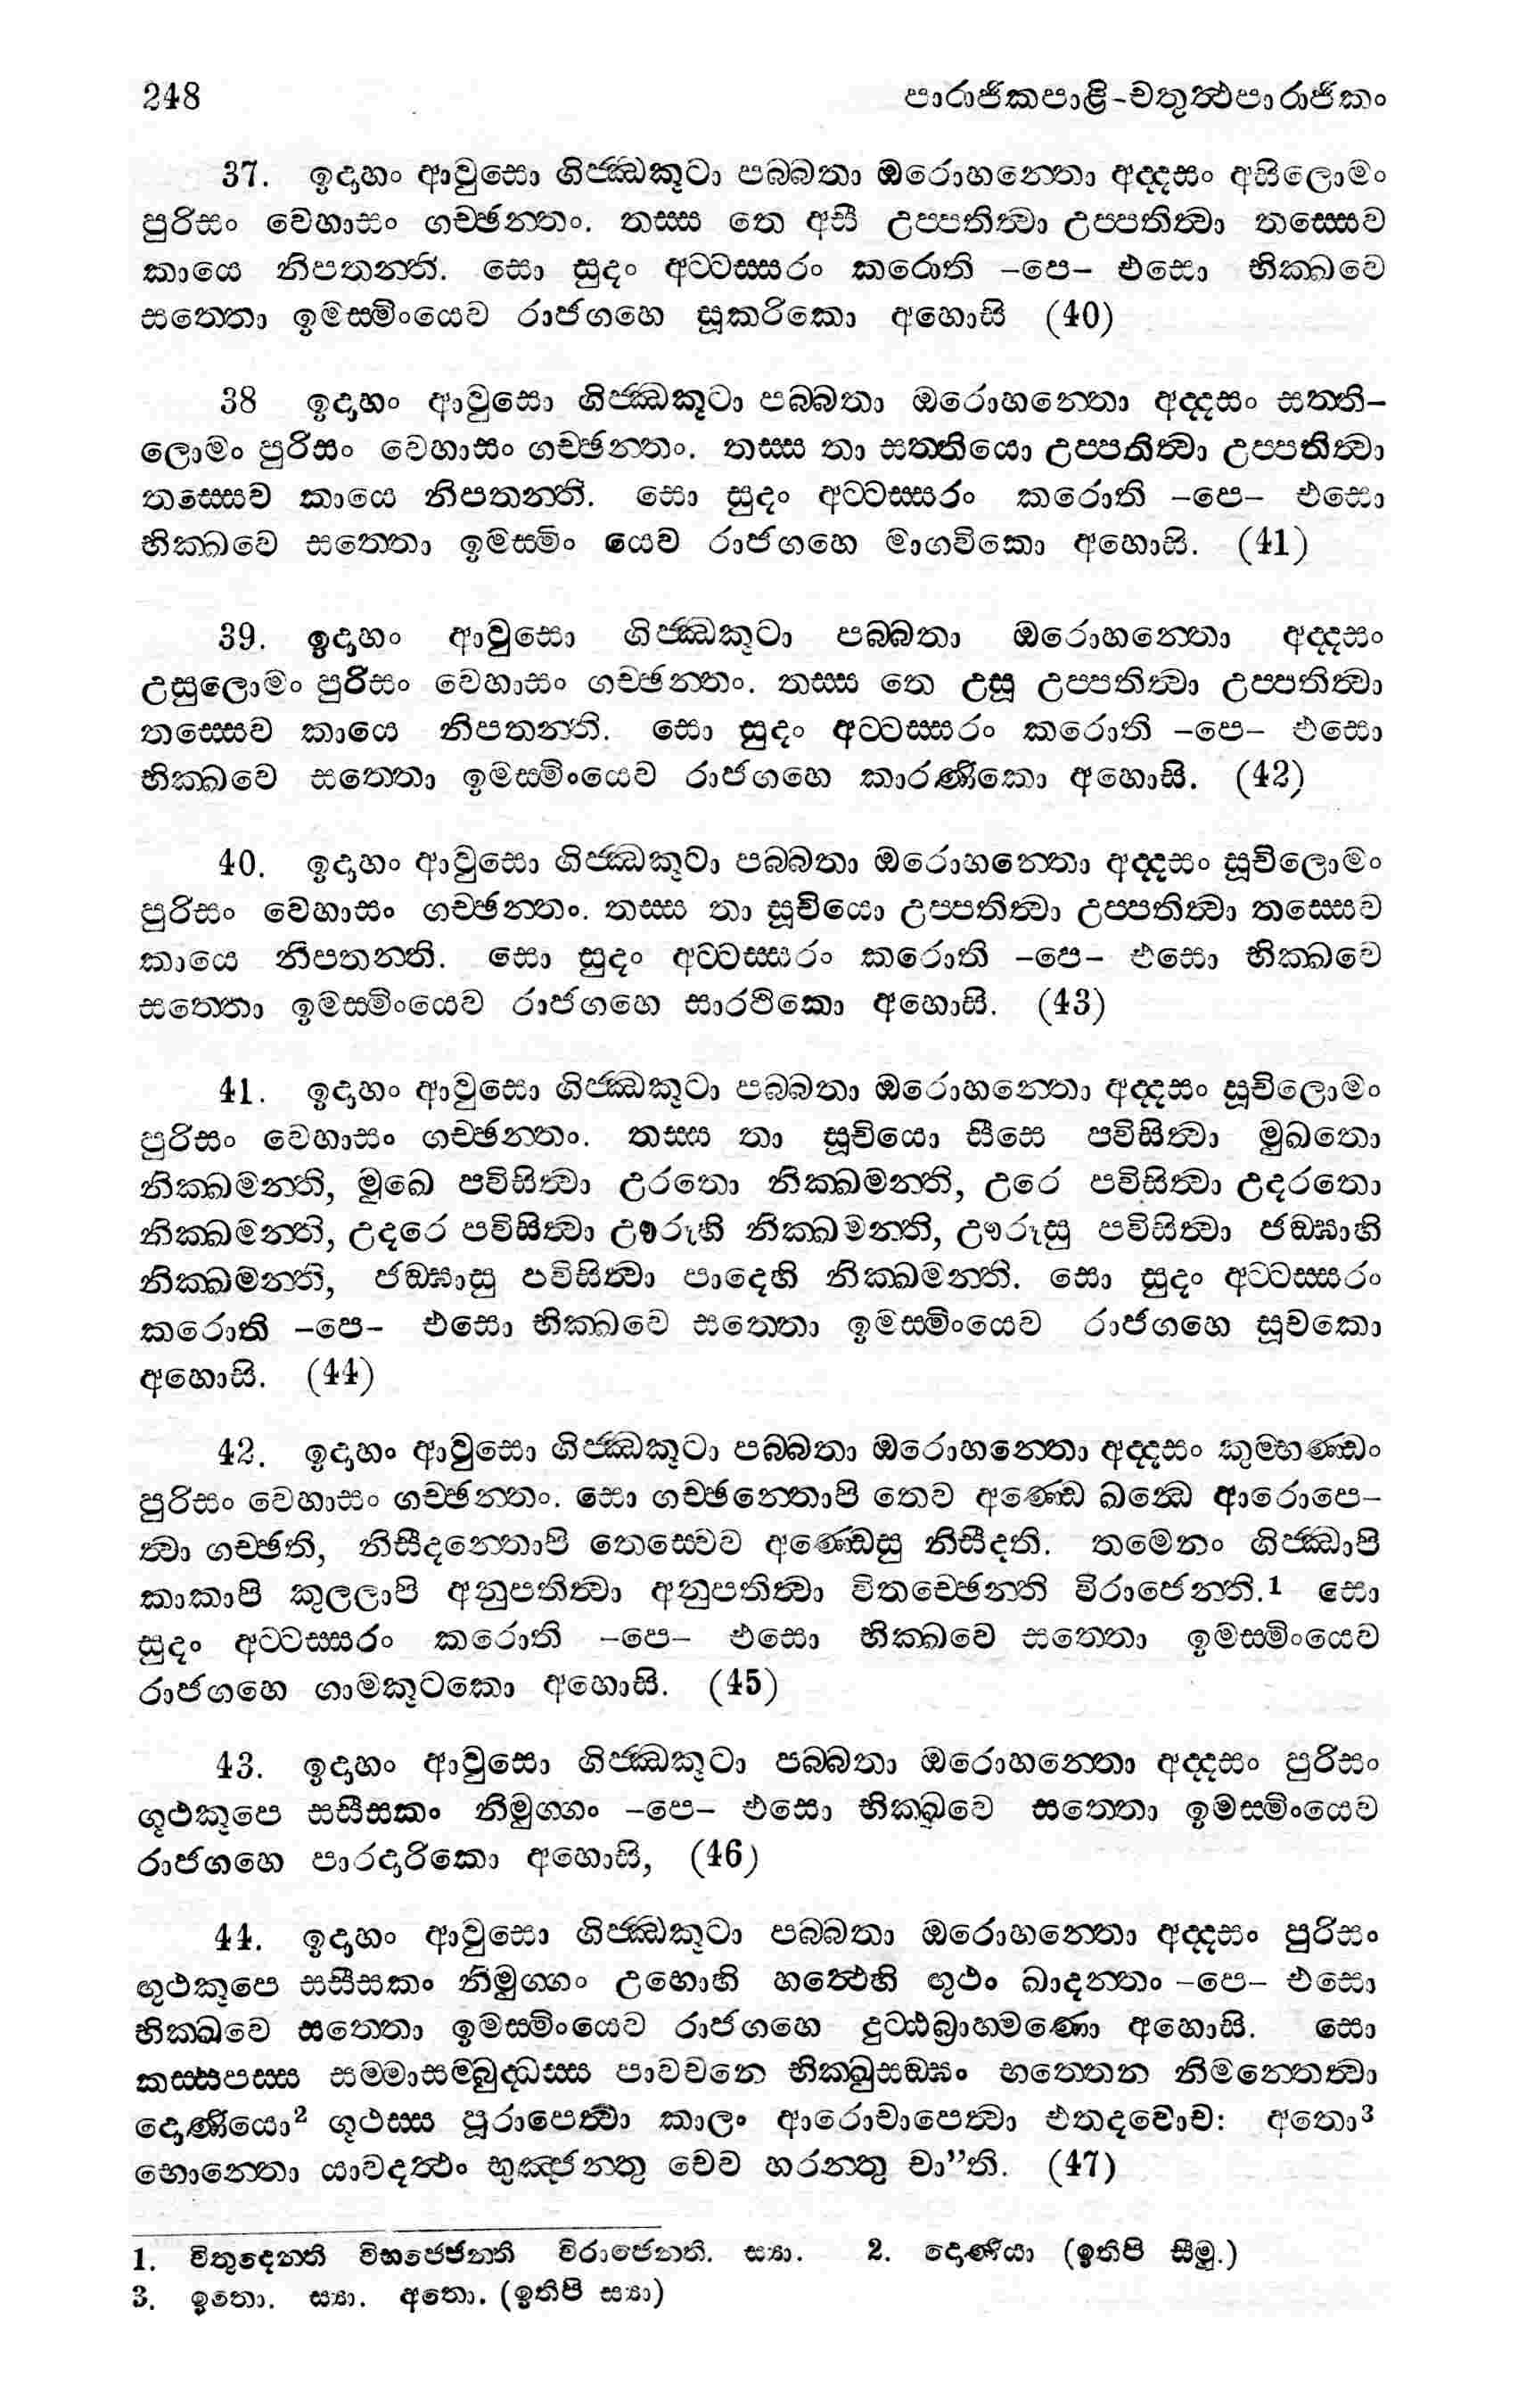 248 පාරාජිකපාළි-චතුත්‍ථපාරාජිකං
37. ඉදාහං ආවුසො ගිජ්ඣකූටා පබ්බතා ඔරොහන්තො අද්දසං අසිලොමං
පුරිසං වෙහාසං ගච්ඡන්තං. තස්ස තෙ අසී උප්පතිත්‍වා උප්පතිත්‍වා තස්සෙව
කායෙ නිපතන්ති. සො සුදං අට්ටස්සරං කරොති –පෙ– එසො භික්ඛවෙ
සත්තො ඉමස්මිංයෙව රාජගහෙ සූකරිකො අහොසි (40)
38 ඉදාහං ආවුසො ගිජ්ඣකූටා පබ්බතා ඔරොහන්තො අද්දසං සත්ති–
ලොමං පුරිසං වෙහාසං ගච්ඡන්තං. තස්ස තා සත්තියො උප්පතිත්‍වා උප්පතිත්‍වා
තස්සෙව කායෙ නිපතන්ති. සො සුදං අට්ටස්සරං කරොති –පෙ– එසො
භික්ඛවෙ සත්තො ඉමස්මිං යෙව රාජගහෙ මාගවිකො අහොසි. (41)
39. ඉදාහං ආවුසො ගිජ්ඣකූටා පබ්බතා ඔරොහන්තො අද්දසං
උසුලොමං පුරිසං වෙහාසං ගච්ඡන්තං. තස්ස තෙ උසූ උප්පතිත්‍වා උප්පතිත්‍වා
තස්සෙව කායෙ නිපතන්ති. සො සුදං අට්ටස්සරං කරොති –පෙ– එසො
භික්ඛවෙ සත්තො ඉමස්මිංයෙව රාජගහෙ කාරණිකො අහොසි. (42)
40. ඉදාහං ආවුසො ගිජ්ඣකූටා පබ්බතා ඔරොහන්තො අද්දසං සූචිලොමං
පුරිසං වෙහාසං ගච්ඡන්තං. තස්ස තා සූචියො උප්පතිත්‍වා උප්පතිත්‍වා තස්සෙව
කායෙ නිපතන්ති. සො සුදං අට්ටස්සරං කරොති –පෙ– එසො භික්ඛවෙ
සත්තො ඉමස්මිංයෙව රාජගහෙ සාරථිකො අහොසි. (43)
41. ඉදාහං ආවුසො ගිජ්ඣකූටා පබ්බතා ඔරොහන්තො අද්දසං සූචිලොමං
පුරිසං වෙහාසං ගච්ඡන්තං. තස්ස තා සූචියො සීසෙ පවිසිත්‍වා මුඛතො
නික්ඛමන්ති, මුඛෙ පවිසිත්‍වා උරතො නික්ඛමන්ති, උරෙ පවිසිත්‍වා උදරතො
නික්ඛමන්ති, උදරෙ පවිසිත්‍වා ඌරූහි නික්ඛමන්ති, ඌරූසු පවිසිත්‍වා ජඞ්ඝාහි
නික්ඛමන්ති, ජඞ්ඝාසු පවිසිත්‍වා පාදෙහි නික්ඛමන්ති. සො සුදං අට්ටස්සරං
කරොති –පෙ– එසො භික්ඛවෙ සත්තො ඉමස්මිංයෙව රාජගහෙ සූචකො
අහොසි. (44)
42. ඉදාහං ආවුසො ගිජ්ඣකූටා පබ්බතා ඔරොහන්තො අද්දසං කුම්භණ්ඩං
පුරිසං වෙහාසං ගච්ඡන්තං. සො ගච්ඡන්තොපි තෙව අණ්ඩෙ ඛන්ධෙ ආරොපෙ–
ත්‍වා ගච්ඡති, නිසීදන්තොපි තෙස්වෙව අණ්ඩෙසු නිසීදති. තමෙනං ගිජ්ඣාපි
කාකාපි කුලලාපි අනුපතිත්‍වා අනුපතිත්‍වා විතච්ඡෙන්ති විරාජෙන්ති.1 සො
සුදං අට්ටස්සරං කරොති –පෙ– එසො භික්ඛවෙ සත්තො ඉමස්මිංයෙව
රාජගහෙ ගාමකූටකො අහොසි. (45)
43. ඉදාහං ආවුසො ගිජ්ඣකූටා පබ්බතා ඔරොහන්තො අද්දසං පුරිසං
ගූථකූපෙ සසීසකං නිමුග්ගං –පෙ– එසො භික්ඛවෙ සත්තො ඉමස්මිංයෙව
රාජගහෙ පාරදාරිකො අහොසි, (46)
44. ඉදාහං ආවුසො ගිජ්ඣකූටා පබ්බතා ඔරොහන්තො අද්දසං පුරිසං
ගූථකූපෙ සසීසකං නිමුග්ගං උභොහි හත්‍ථෙහි ගූථං ඛාදන්තං –පෙ– එසො
භික්ඛවෙ සත්තො ඉමස්මිංයෙව රාජගහෙ දුට්ඨබ්‍රාහ්මණො අහොසි. සො
කස්සපස්ස සම්මාසම්බුද්ධස්ස පාවචනෙ භික්ඛුසඞ්ඝං භත්තෙන නිමන්තෙත්‍වා
දොණියො2 ගූථස්ස පූරාපෙත්‍වා කාලං ආරොචාපෙත්‍වා එතදවොච: අතො3
භොන්තො යාවදත්‍ථං භුඤ්ජන්තු චෙව හරන්තු චා”ති. (47)
1. විතුදෙන්ති විභජෙජන්ති විරාජෙන්ති. ස්‍යා. 2. දොණියා (ඉතිපි සීමු.)
3. ඉතො. ස්‍යා. අතො. (ඉතිපි ස්‍යා)